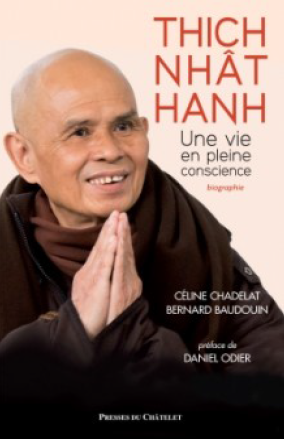 THICH
NHÂT
HANH
Une vie
en pleine
conscience
biographie
CÉLINE CHADELAT
BERNARD BAUDOUIN
préface de
DANIEL ODIER
PRESSES DU CHÂTELET